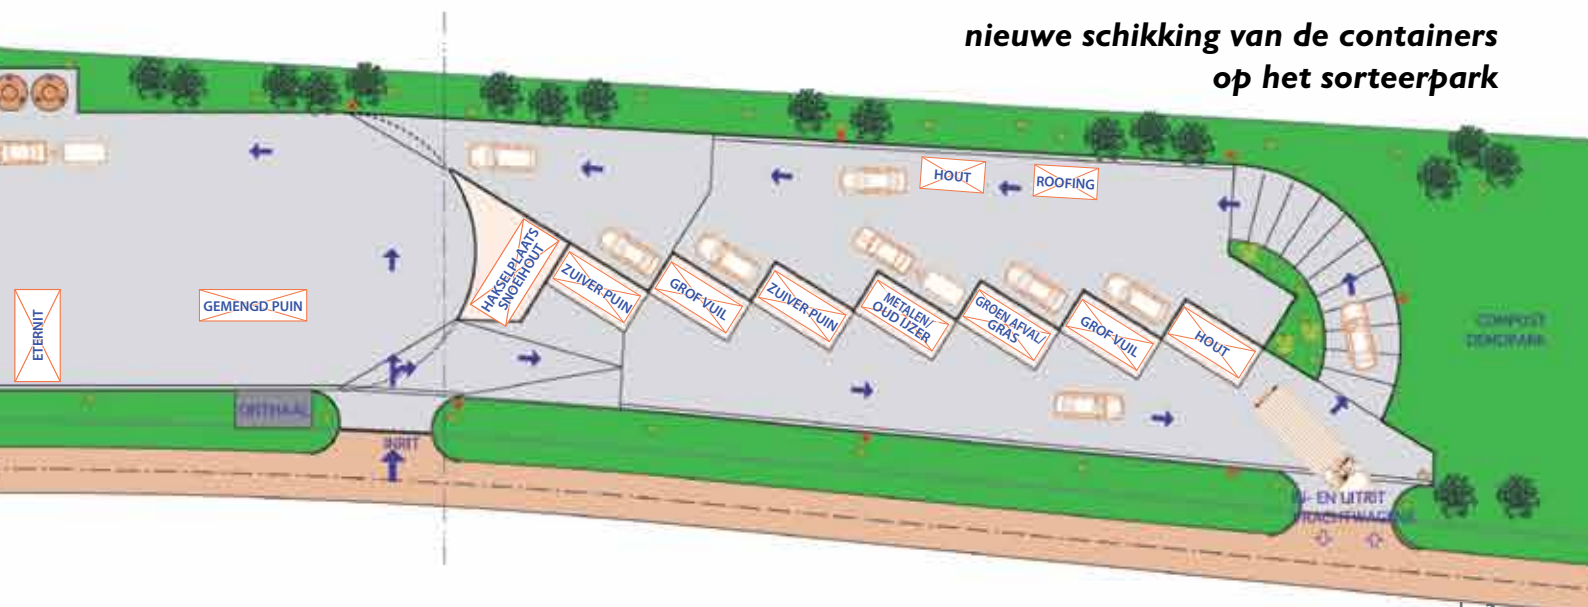 nieuwe schikking van de containers
op het sorteerpark
HOUT
ROOFING
HAKSELPLAATS
SNOEIHOUT
ZUIVER PUIN
GROF VUIL
ZUIVER PUIN
METALEN/
OUD IJZER
GROEN AFVAL/
GRAS
GROF VUIL
HOUT
ETERNIT
GEMENGD PUIN
COMPOST
DEMOPARK
ONTHAAL
INRIT
IN- EN UITRIT
VRACHTWAGENS